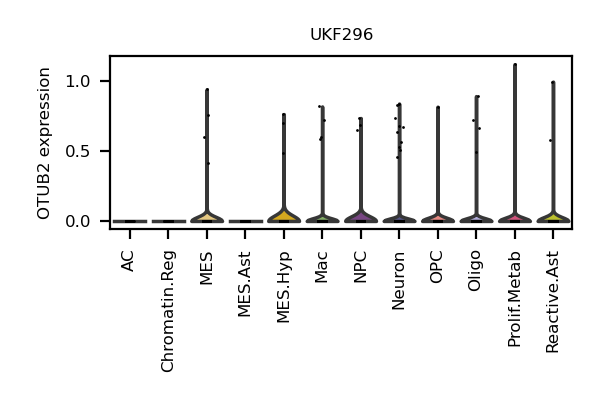 UKF296
OTUB2 expression
1.0
0.5
0.0
AC
Chromatin.Reg
MES
MES.Ast
MES.Hyp
Mac
NPC
Neuron
OPC
Oligo
Prolif.Metab
Reactive.Ast